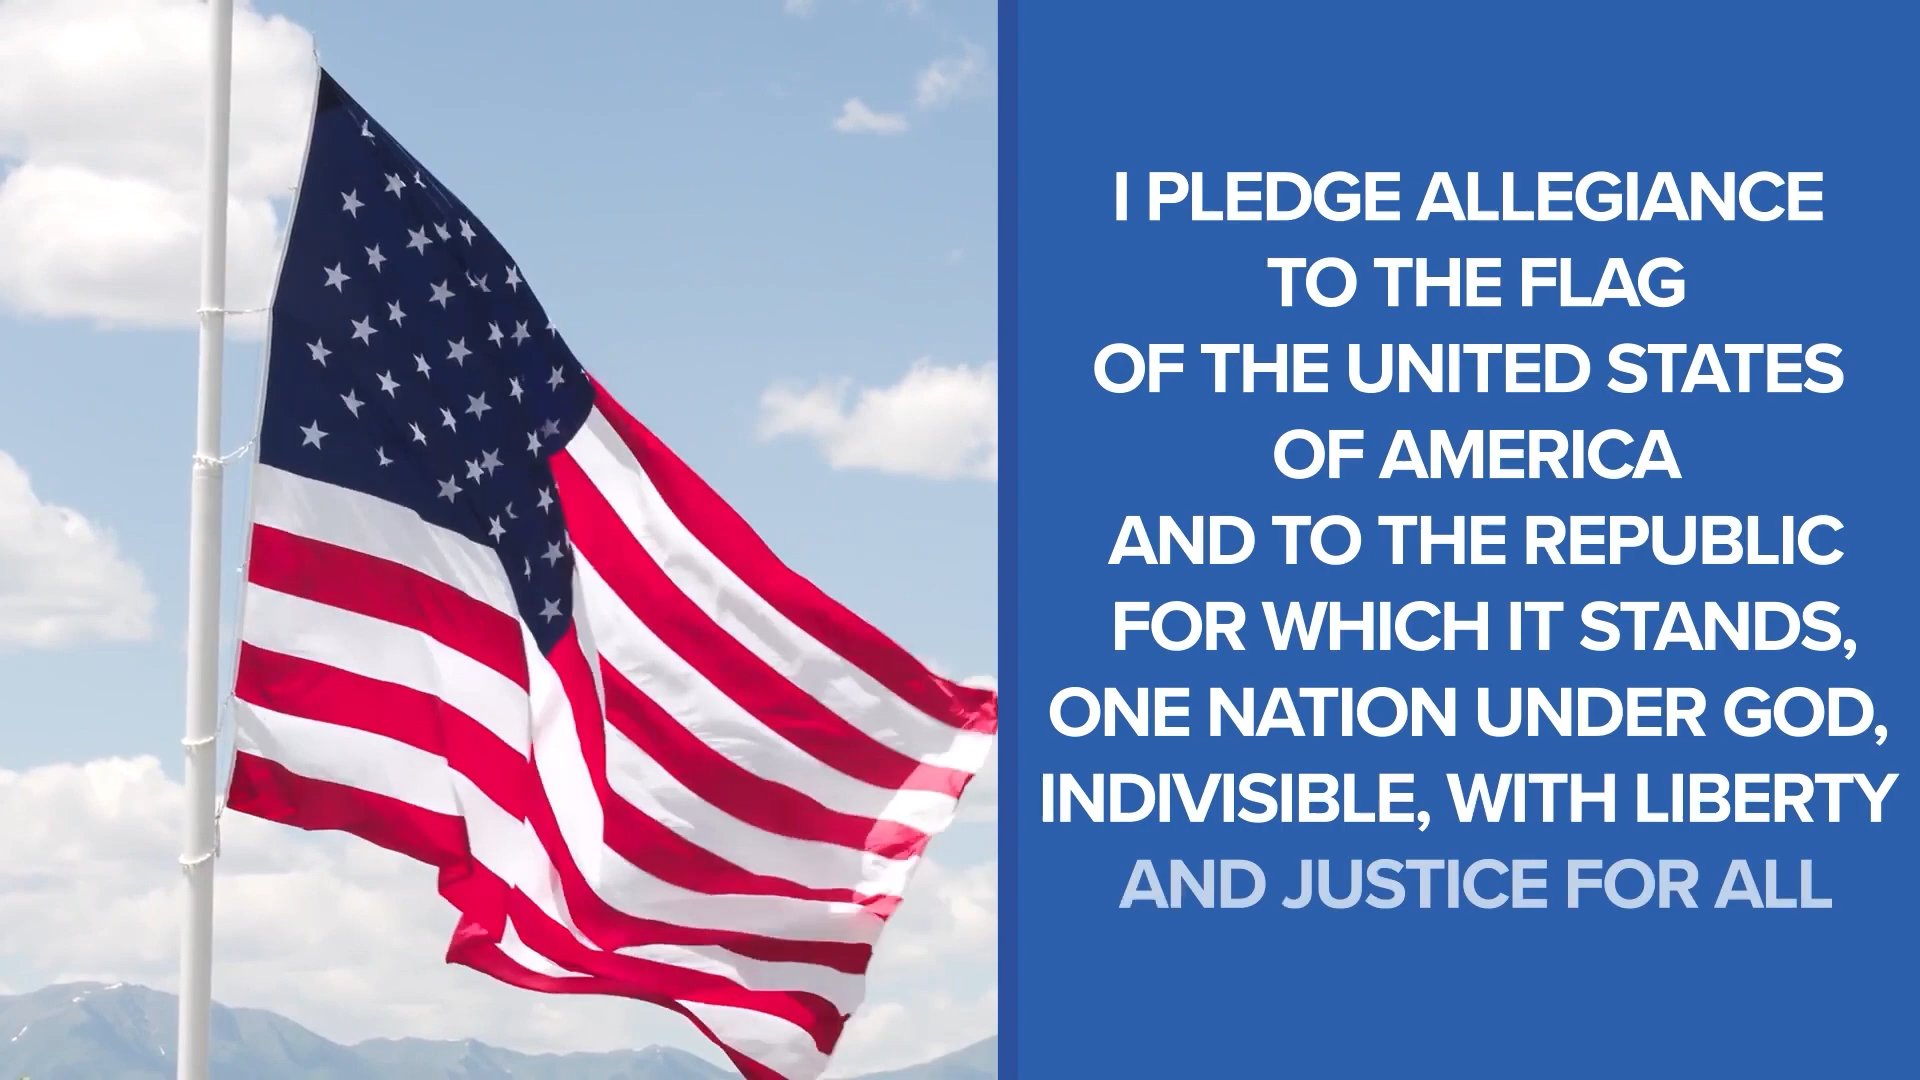 I PLEDGE ALLEGIANCE
TO THE FLAG
OF THE UNITED STATES
OF AMERICA
AND TO THE REPUBLIC
FOR WHICH IT STANDS,
ONE NATION UNDER GOD,
INDIVISIBLE, WITH LIBERTY
AND JUSTICE FOR ALL